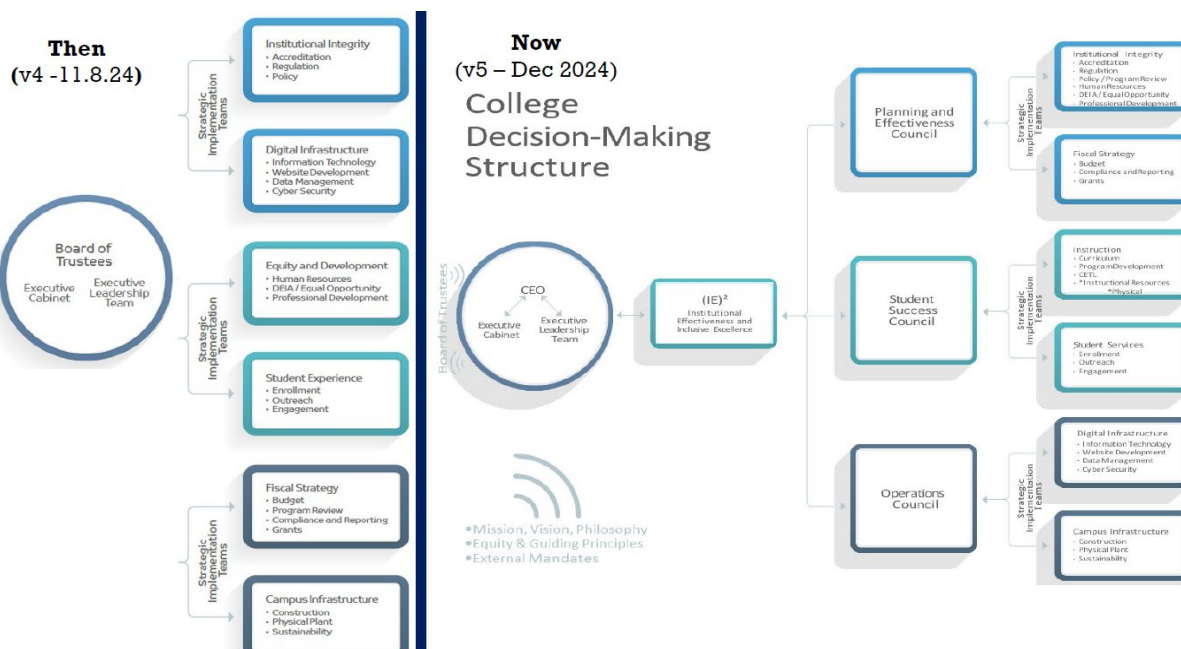 Then
(v4 -11.8.24)
Strategic
Implementation
Teams
Institutional Integrity
• Accreditation
• Regulation
• Policy
Digital Infrastructure
• Information Technology
• Website Development
• Data Management
• Cyber Security
Board of
Trustees
Executive
Cabinet
Executive
Leadership
Team
Strategic
Implementation
Teams
Equity and Development
• Human Resources
• DEIA / Equal Opportunity
• Professional Development
Student Experience
• Enrollment
• Outreach
• Engagement
Strategic
Implementation
Teams
Fiscal Strategy
• Budget
• Program Review
• Compliance and Reporting
• Grants
Campus Infrastructure
• Construction
• Physical Plant
• Sustainability
Now
(v5 – Dec 2024)
College
Decision-Making
Structure
Board of Trustees
CEO
Executive
Cabinet
Executive
Leadership
Team
(IE)²
Institutional
Effectiveness and
Inclusive Excellence
•Mission, Vision, Philosophy
•Equity & Guiding Principles
•External Mandates
Planning and
Effectiveness
Council
Strategic
Implementation
Teams
Institutional Integrity
- Accreditation
- Regulation
- Policy / Program Review
- Human Resources
- DEIA / Equal Opportunity
- Professional Development
Fiscal Strategy
• Budget
- Compliance and Reporting
- Grants
Student
Success
Council
Strategic
Implementation
Teams
Instruction
- Curriculum
- Program Development
- CETL
- *Instructional Resources
*Physical
Student Services
- Enrollment
- Outreach
- Engagement
Operations
Council
Strategic
Implementation
Teams
Digital Infrastructure
• Information Technology
• Website Development
• Data Management
• Cyber Security
Campus Infrastructure
- Construction
- Physical Plant
- Sustainability